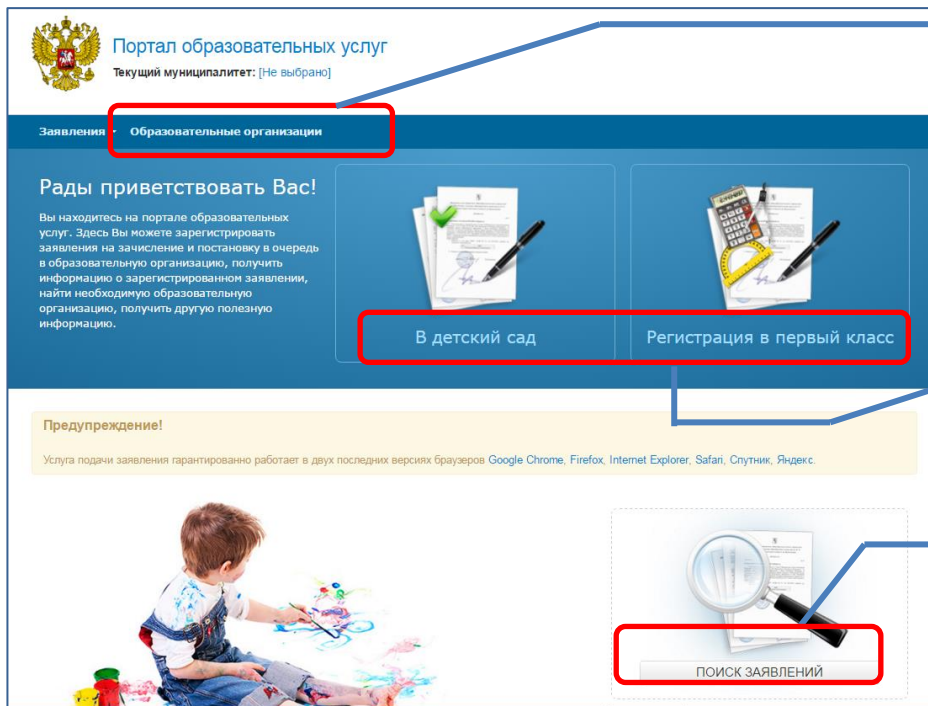 Портал образовательных услуг
Текущий муниципалитет: [Не выбрано]
Заявления Образовательные организации
Рады приветствовать Вас!
Вы находитесь на портале образовательных
услуг. Здесь Вы можете зарегистрировать
заявления на зачисление и постановку в очередь
в образовательную организацию, получить
информацию о зарегистрированном заявлении,
найти необходимую образовательную
организацию, получить другую полезную
информацию.
В детский сад
Регистрация в первый класс
Предупреждение!
Услуга подачи заявления гарантированно работает в двух последних версиях браузеров Google Chrome, Firefox, Internet Explorer, Safari, Спутник, Яндекс.
ПОИСК ЗАЯВЛЕНИЙ